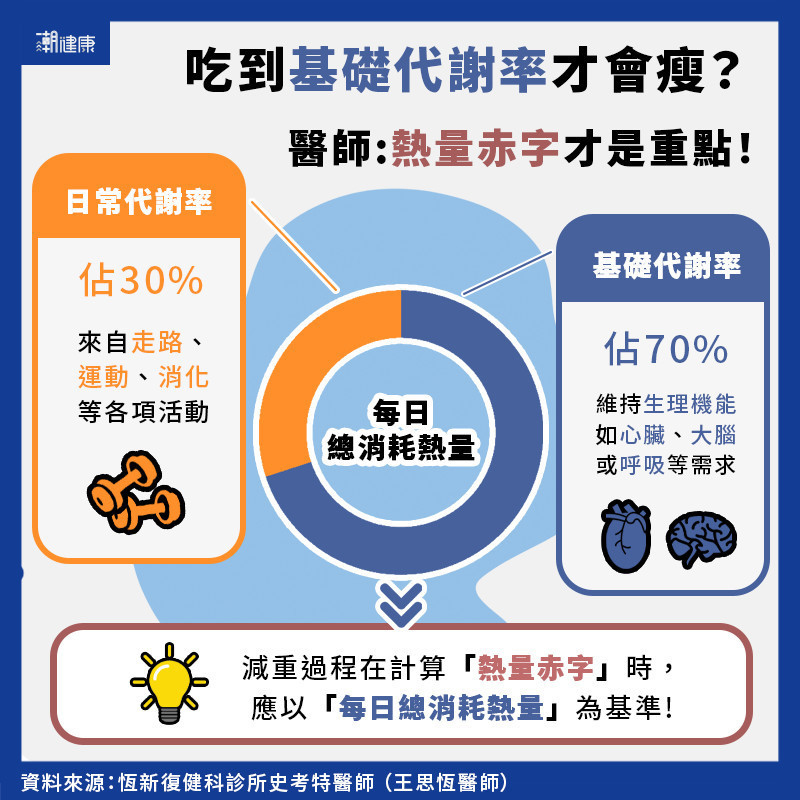 潮健康
吃到基礎代謝率才會瘦？
醫師:熱量赤字才是重點!
日常代謝率
佔30%
來自走路、
運動、消化
等各項活動
基礎代謝率
佔70%
維持生理機能
如心臟、大腦
或呼吸等需求
每日
總消耗熱量
減重過程在計算「熱量赤字」時，
應以「每日總消耗熱量」為基準!
資料來源:恆新復健科診所史考特醫師（王思恆醫師）